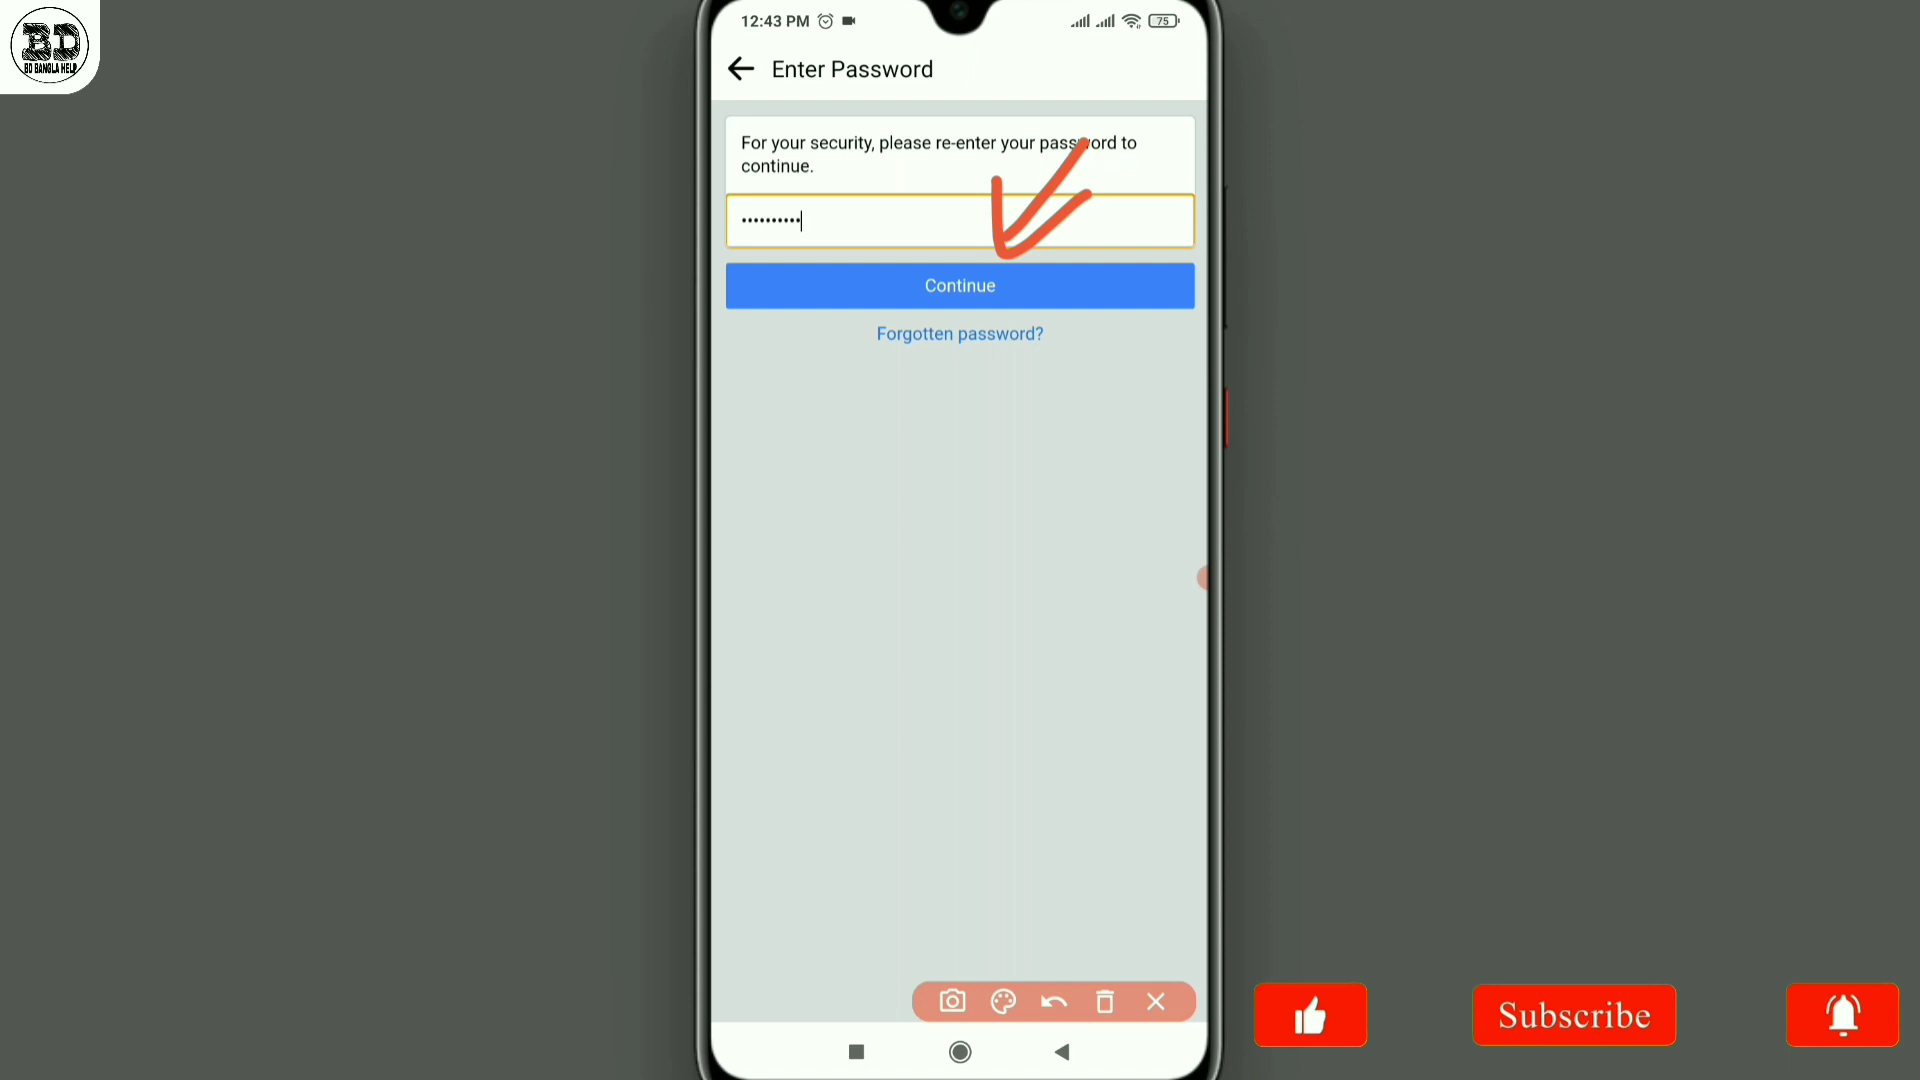 BD
BD BANGLA HELP
12:43 PM
75
Enter Password
For your security, please re-enter your password to
continue.
••••••••••
Continue
Forgotten password?
Subscribe